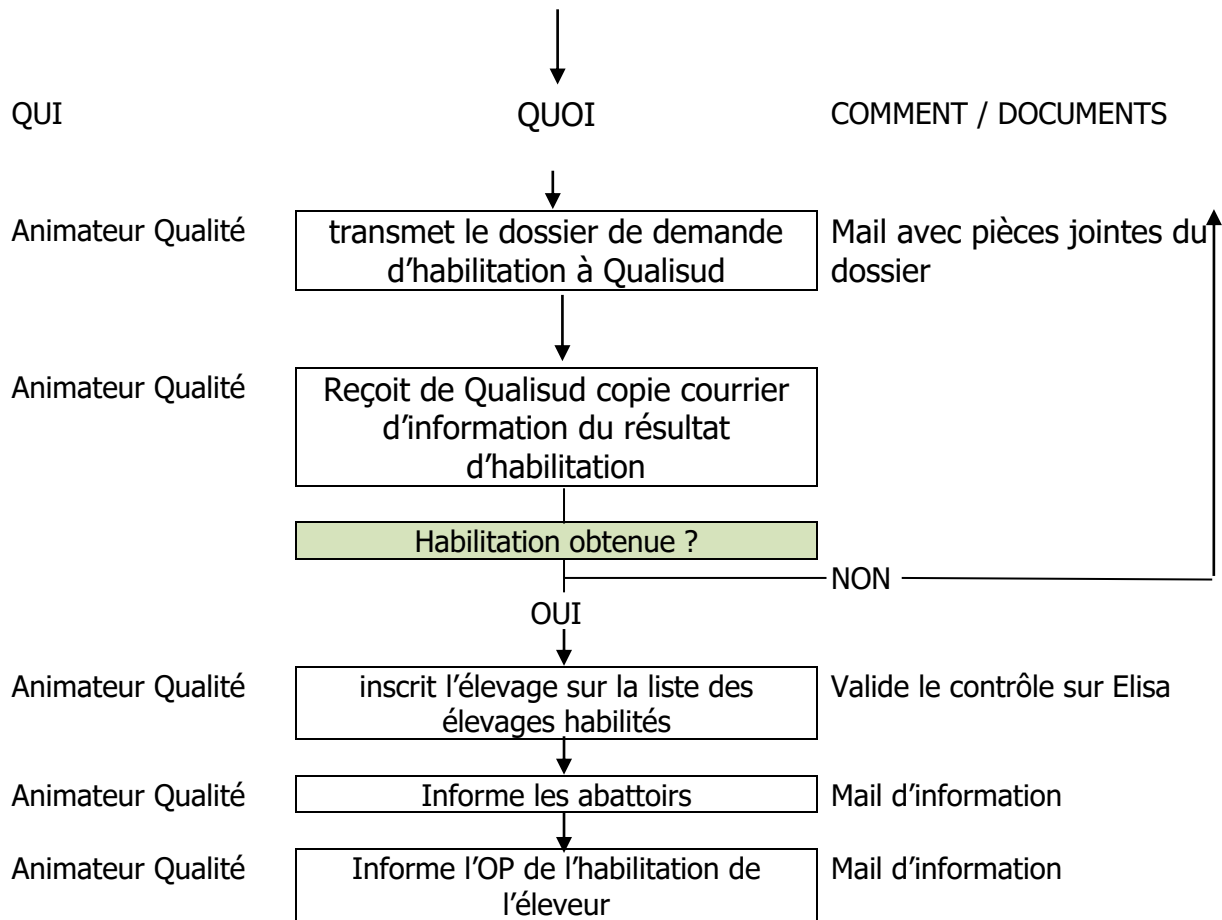 QUI
QUOI
COMMENT / DOCUMENTS
Animateur Qualité
transmet le dossier de demande
d’habilitation à Qualisud
Mail avec pièces jointes du
dossier
Animateur Qualité
Reçoit de Qualisud copie courrier
d’information du résultat
d’habilitation
Habilitation obtenue ?
NON
OUI
Animateur Qualité
inscrit l’élevage sur la liste des
élevages habilités
Valide le contrôle sur Elisa
Animateur Qualité
Informe les abattoirs
Mail d’information
Animateur Qualité
Informe l’OP de l’habilitation de
l’éleveur
Mail d’information